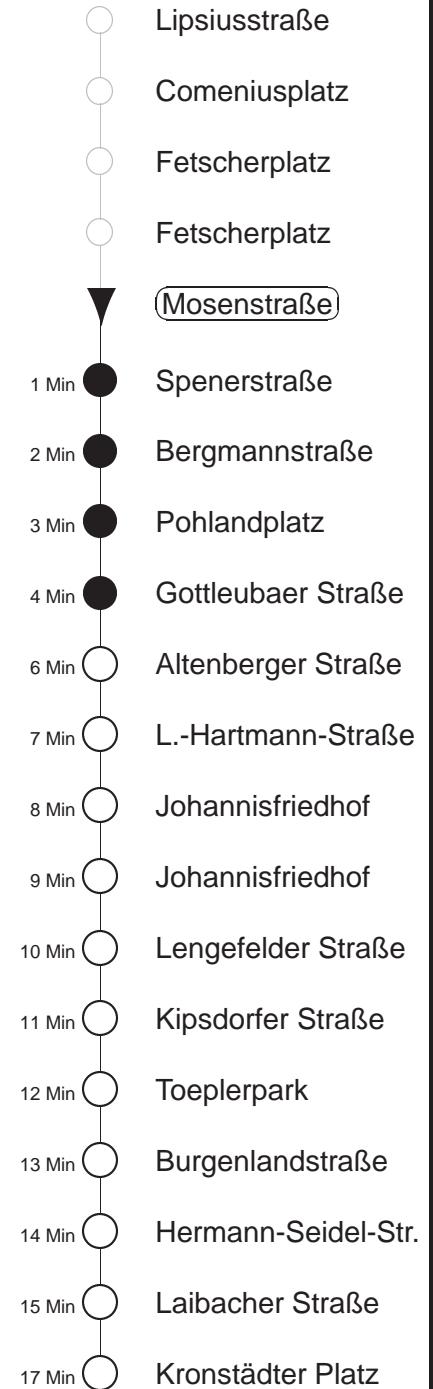 Lipsiusstraße
Comeniusplatz
Fetscherplatz
Fetscherplatz
Mosenstraße
1 Min Spenerstraße
2 Min Bergmannstraße
3 Min Pohlandplatz
4 Min Gottleubaer Straße
6 Min Altenberger Straße
7 Min L.-Hartmann-Straße
8 Min Johannisfriedhof
9 Min Johannisfriedhof
10 Min Lengefelder Straße
11 Min Kipsdorfer Straße
12 Min Toeplerpark
13 Min Burgenlandstraße
14 Min Hermann-Seidel-Str.
15 Min Laibacher Straße
17 Min Kronstädter Platz